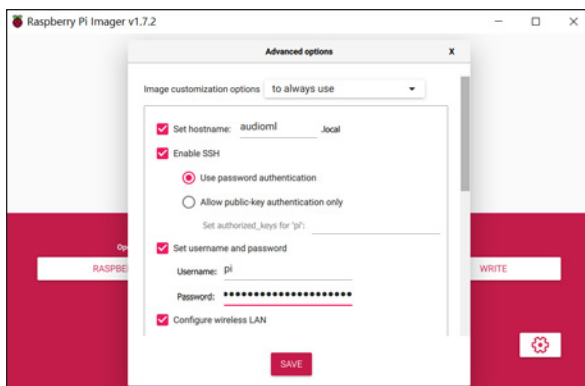 Raspberry Pi Imager v1.7.2
Advanced options X
Image customization options to always use
Set hostname: audioml .local
Enable SSH
Use password authentication
Allow public-key authentication only
Set authorized_keys for 'pi':
Op
Set username and password
RASPBE
Username: pi
WRITE
Password: •••••••••••••••••••••
Configure wireless LAN
SAVE